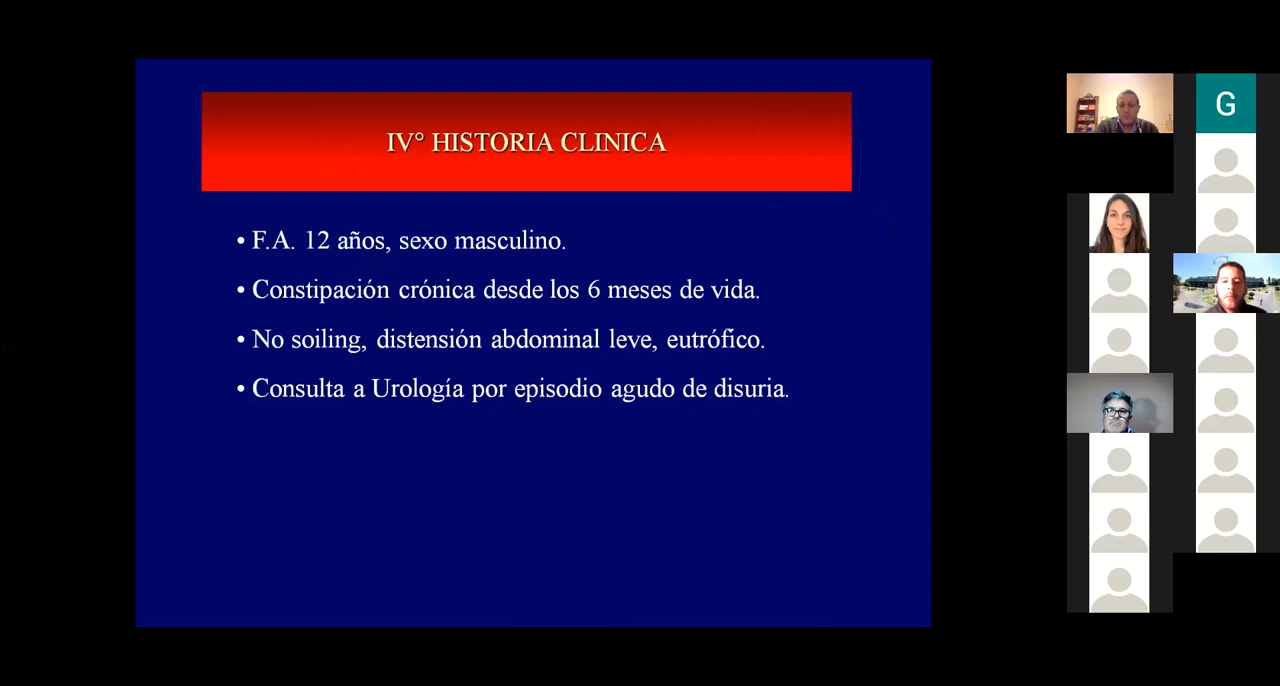 IV° HISTORIA CLINICA
• F.A. 12 años, sexo masculino.
• Constipación crónica desde los 6 meses de vida.
• No soiling, distensión abdominal leve, eutrófico.
• Consulta a Urología por episodio agudo de disuria.
G